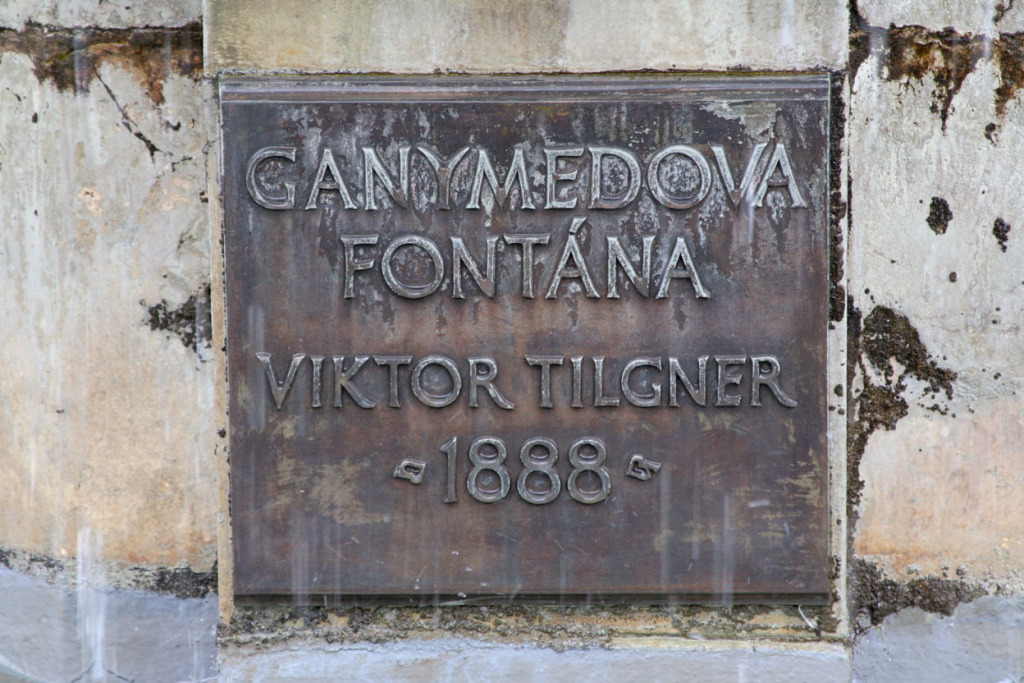 GANYMEDOVA
FONTÁNA
VIKTOR TILGNER
1888